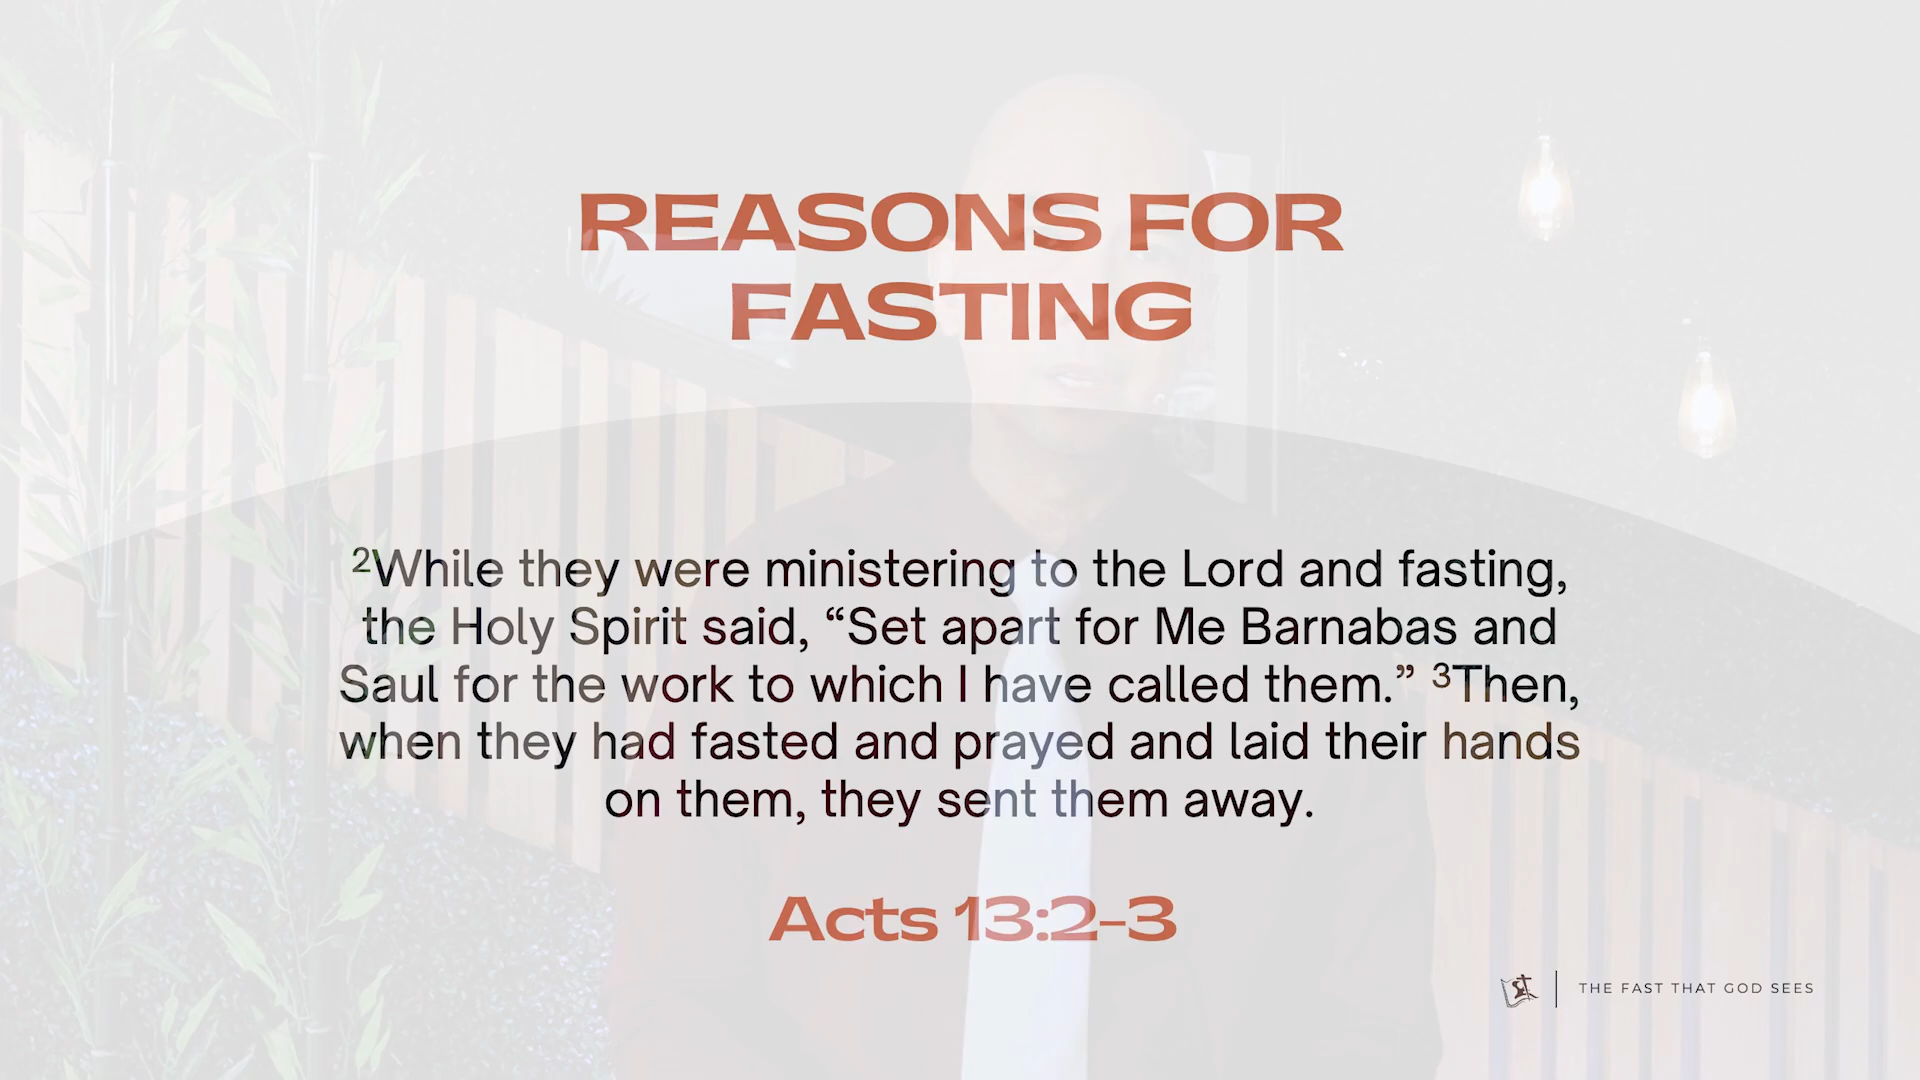 REASONS FOR
FASTING
²While they were ministering to the Lord and fasting,
the Holy Spirit said, “Set apart for Me Barnabas and
Saul for the work to which I have called them.” ³Then,
when they had fasted and prayed and laid their hands
on them, they sent them away.
Acts 13:2-3
THE FAST THAT GOD SEES